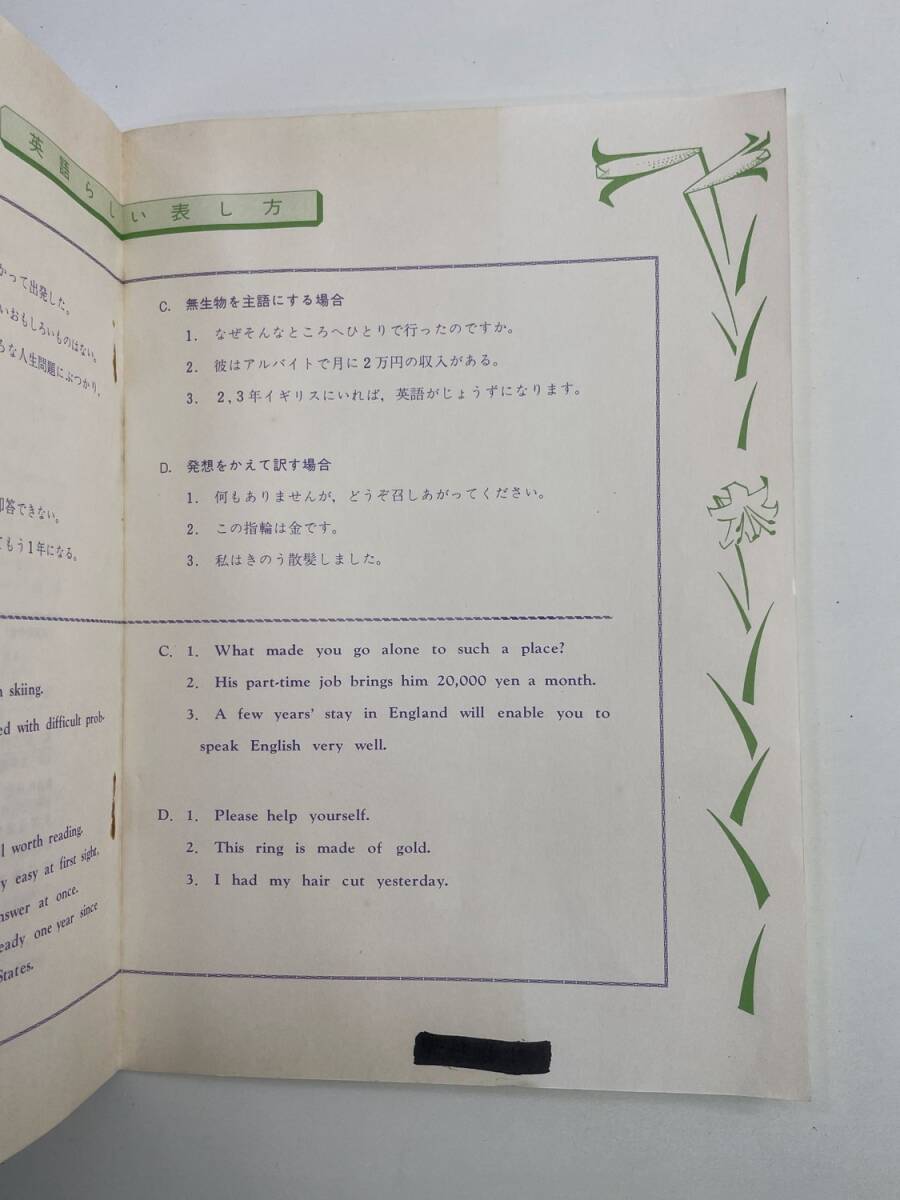 英語らしい表し方
かって出発した。
いおもしろいものはない。
ろな人生問題にぶつかり,
即答できない。
てもう1年になる。
skiing.
ed with difficult prob-
worth reading.
y easy at first sight,
nswer at once.
eady one year since
States.
C. 無生物を主語にする場合
1. なぜそんなところへひとりで行ったのですか。
2. 彼はアルバイトで月に2万円の収入がある。
3. 2,3年イギリスにいれば,英語がじょうずになります。
D. 発想をかえて訳す場合
1. 何もありませんが,どうぞ召しあがってください。
2. この指輪は金です。
3. 私はきのう散髪しました。
C. 1. What made you go alone to such a place?
2. His part-time job brings him 20,000 yen a month.
3. A few years' stay in England will enable you to
speak English very well.
D. 1. Please help yourself.
2. This ring is made of gold.
3. I had my hair cut yesterday.